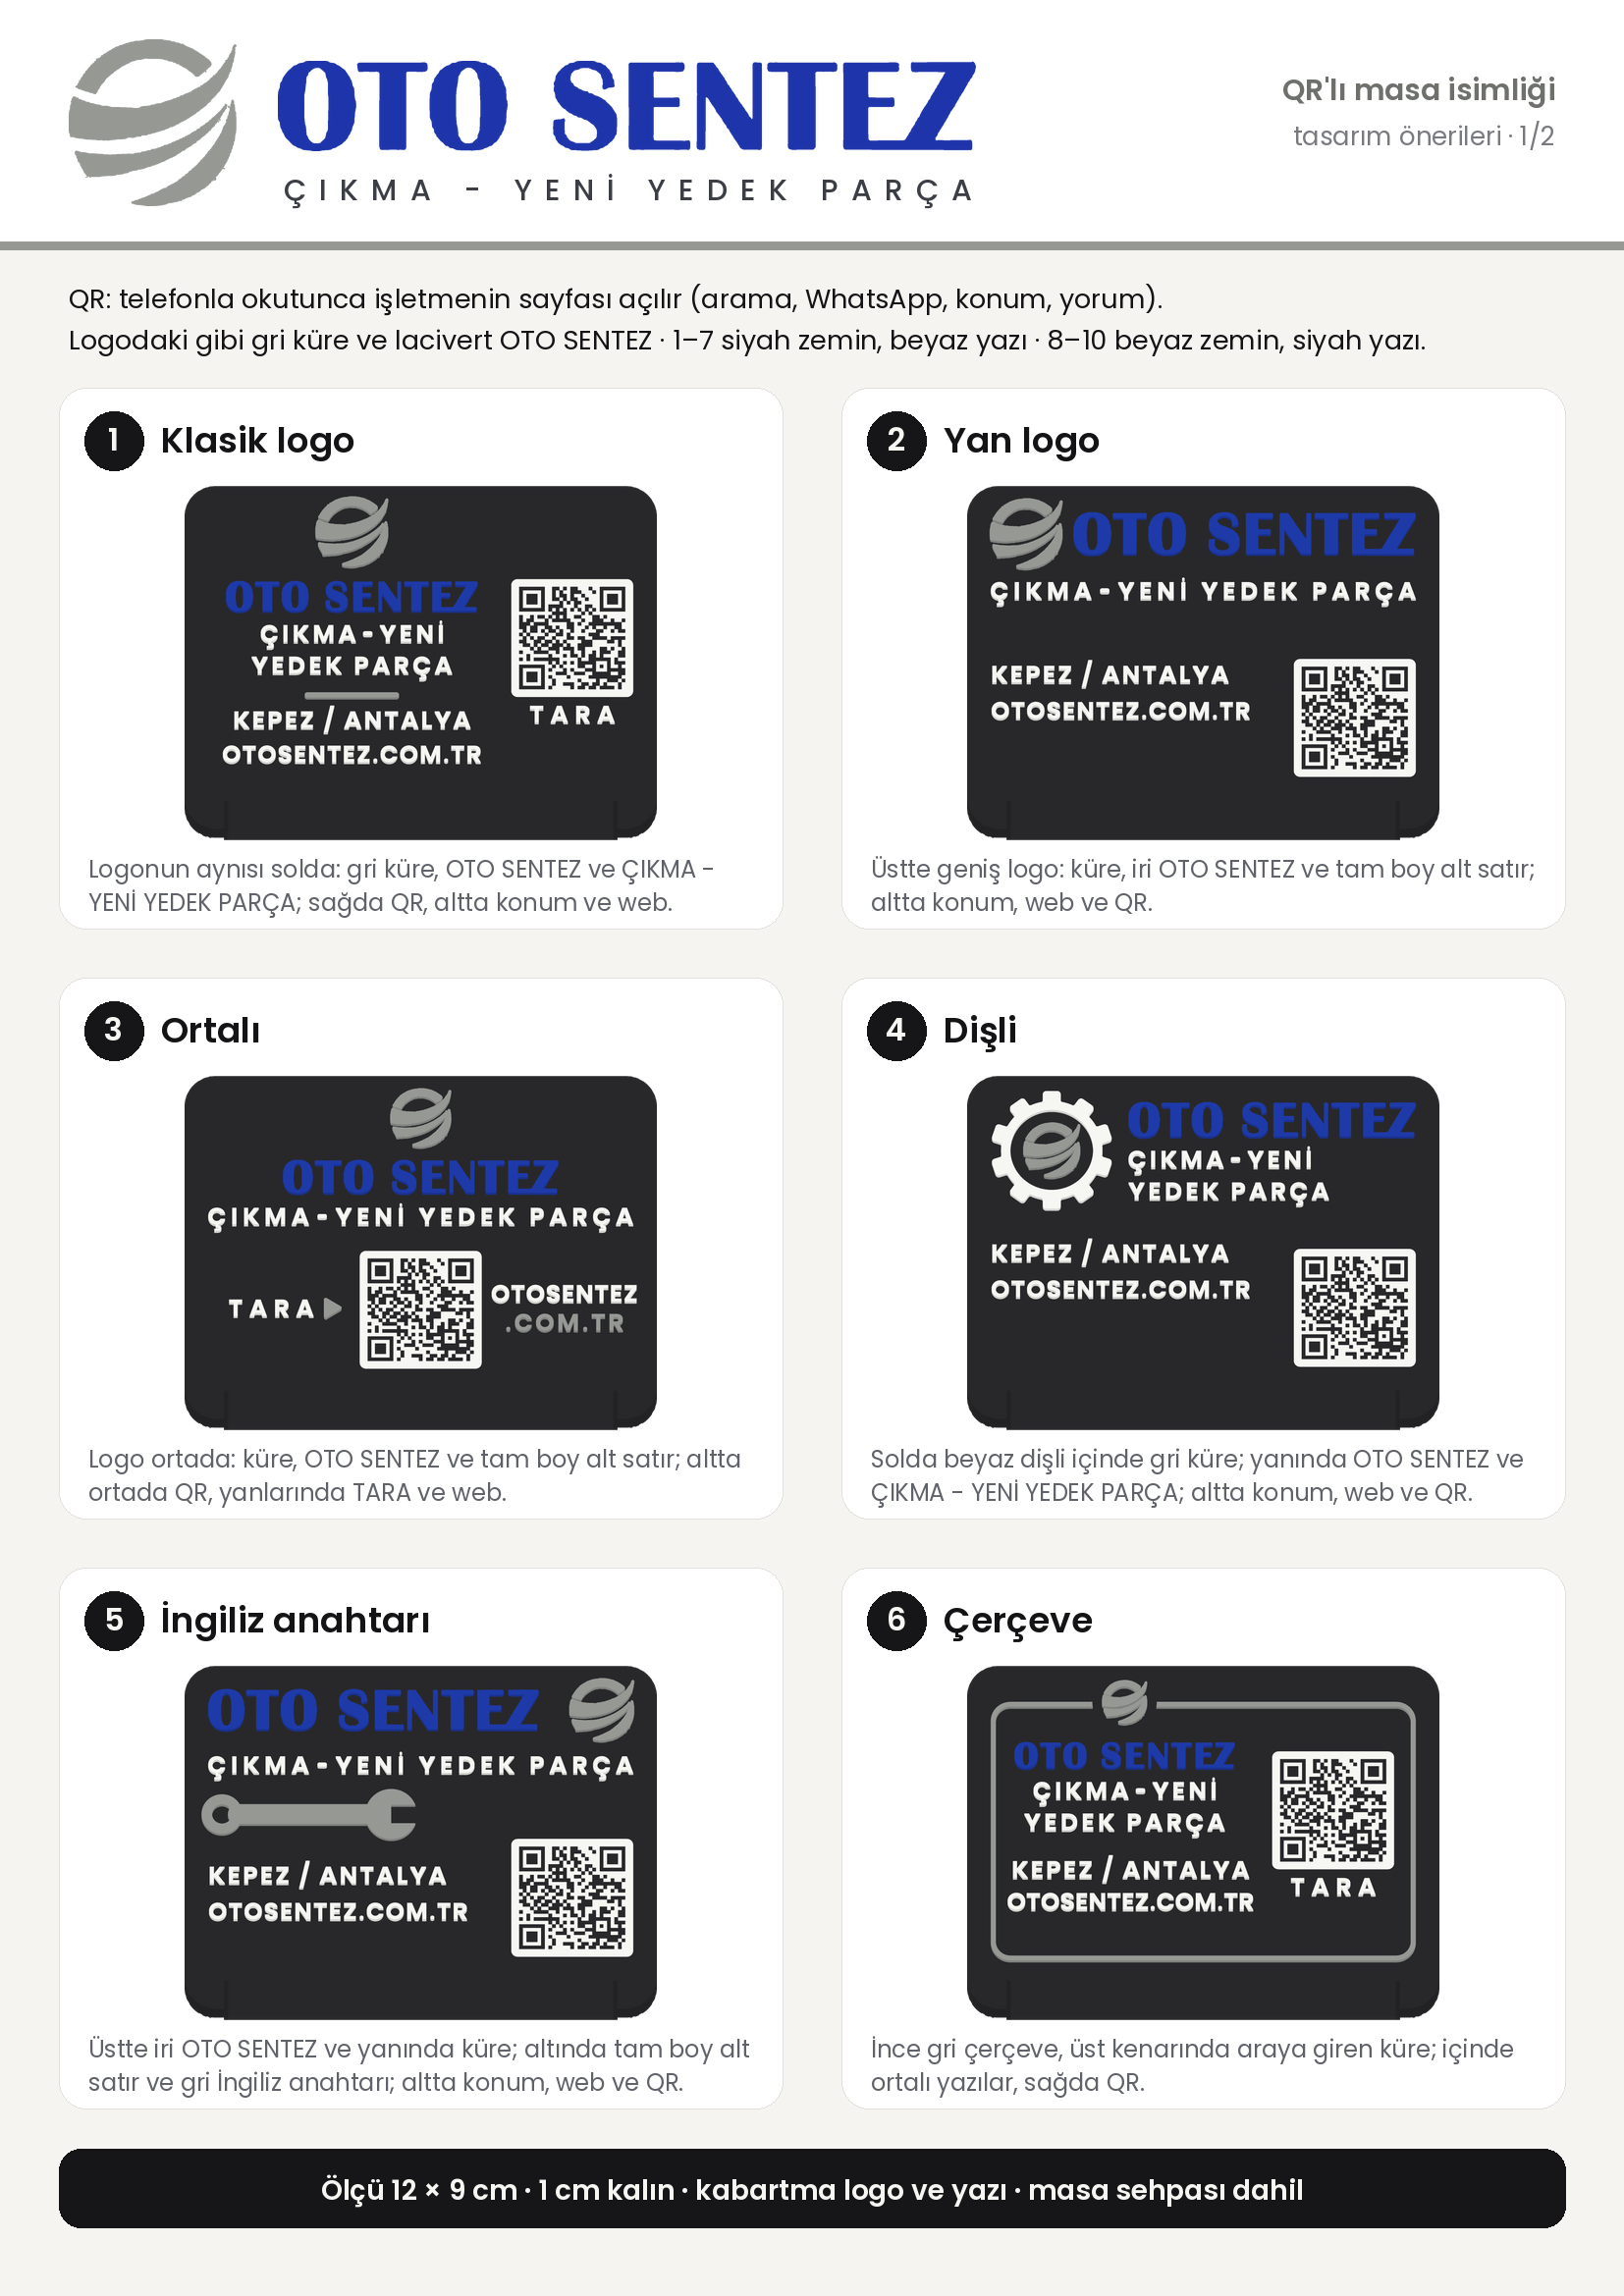 OTO SENTEZ
ÇIKMA - YENİ YEDEK PARÇA
QR'lı masa isimliği
tasarım önerileri · 1/2
QR: telefonla okutunca işletmenin sayfası açılır (arama, WhatsApp, konum, yorum).
Logodaki gibi gri küre ve lacivert OTO SENTEZ · 1–7 siyah zemin, beyaz yazı · 8–10 beyaz zemin, siyah yazı.
1 Klasik logo
OTO SENTEZ
ÇIKMA-YENİ
YEDEK PARÇA
KEPEZ / ANTALYA
OTOSENTEZ.COM.TR
TARA
Logonun aynısı solda: gri küre, OTO SENTEZ ve ÇIKMA -
YENİ YEDEK PARÇA; sağda QR, altta konum ve web.
2 Yan logo
OTO SENTEZ
ÇIKMA-YENİ YEDEK PARÇA
KEPEZ / ANTALYA
OTOSENTEZ.COM.TR
Üstte geniş logo: küre, iri OTO SENTEZ ve tam boy alt satır;
altta konum, web ve QR.
3 Ortalı
OTO SENTEZ
ÇIKMA-YENİ YEDEK PARÇA
TARA
OTOSENTEZ
.COM.TR
Logo ortada: küre, OTO SENTEZ ve tam boy alt satır; altta
ortada QR, yanlarında TARA ve web.
4 Dişli
OTO SENTEZ
ÇIKMA-YENİ
YEDEK PARÇA
KEPEZ / ANTALYA
OTOSENTEZ.COM.TR
Solda beyaz dişli içinde gri küre; yanında OTO SENTEZ ve
ÇIKMA - YENİ YEDEK PARÇA; altta konum, web ve QR.
5 İngiliz anahtarı
OTO SENTEZ
ÇIKMA-YENİ YEDEK PARÇA
KEPEZ / ANTALYA
OTOSENTEZ.COM.TR
Üstte iri OTO SENTEZ ve yanında küre; altında tam boy alt
satır ve gri İngiliz anahtarı; altta konum, web ve QR.
6 Çerçeve
OTO SENTEZ
ÇIKMA-YENİ
YEDEK PARÇA
KEPEZ / ANTALYA
OTOSENTEZ.COM.TR
TARA
İnce gri çerçeve, üst kenarında araya giren küre; içinde
ortalı yazılar, sağda QR.
Ölçü 12 × 9 cm · 1 cm kalın · kabartma logo ve yazı · masa sehpası dahil